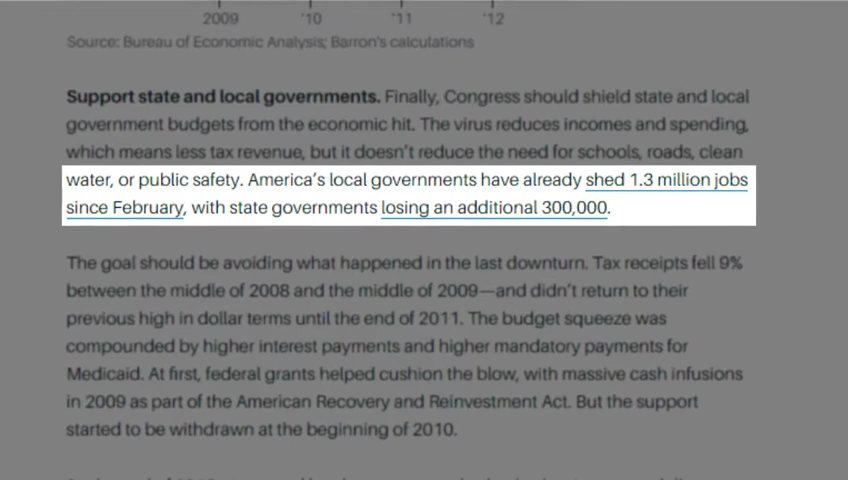 2009 '10 '11 '12
Source: Bureau of Economic Analysis; Barron's calculations
Support state and local governments. Finally, Congress should shield state and local
government budgets from the economic hit. The virus reduces incomes and spending,
which means less tax revenue, but it doesn't reduce the need for schools, roads, clean
water, or public safety. America's local governments have already shed 1.3 million jobs
since February, with state governments losing an additional 300,000.
The goal should be avoiding what happened in the last downturn. Tax receipts fell 9%
between the middle of 2008 and the middle of 2009—and didn't return to their
previous high in dollar terms until the end of 2011. The budget squeeze was
compounded by higher interest payments and higher mandatory payments for
Medicaid. At first, federal grants helped cushion the blow, with massive cash infusions
in 2009 as part of the American Recovery and Reinvestment Act. But the support
started to be withdrawn at the beginning of 2010.